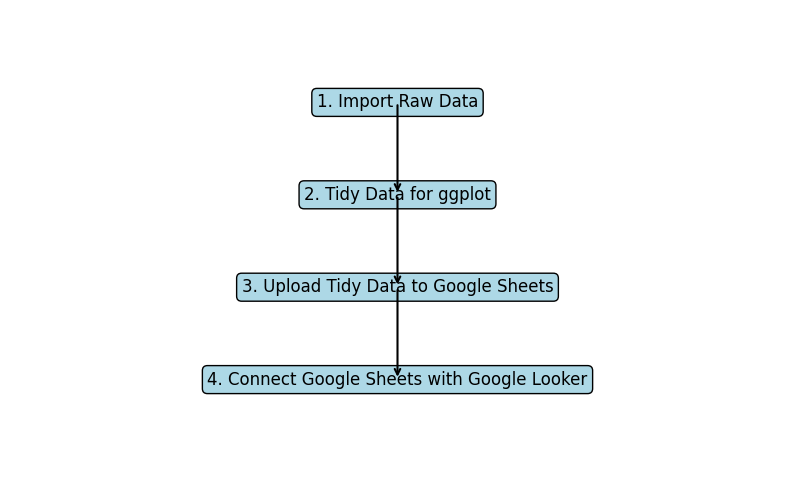 1. Import Raw Data
2. Tidy Data for ggplot
3. Upload Tidy Data to Google Sheets
4. Connect Google Sheets with Google Looker